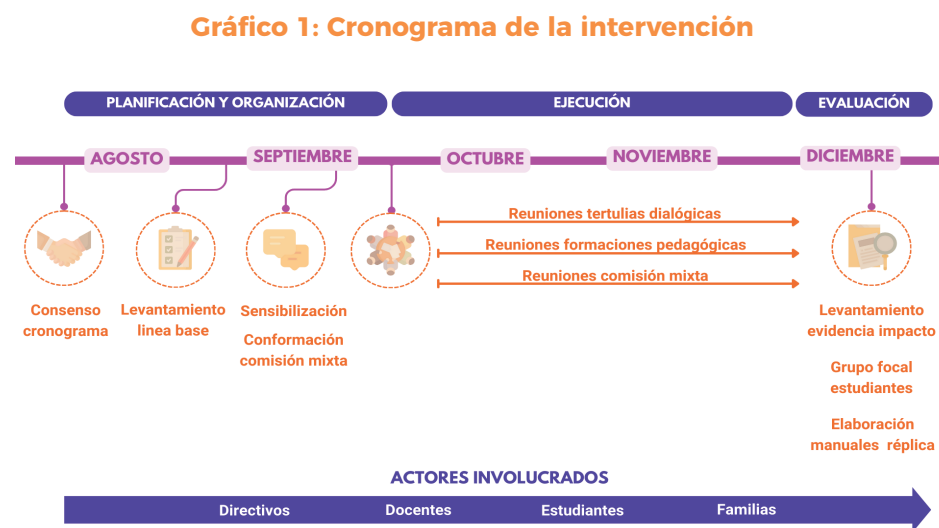 Gráfico 1: Cronograma de la intervención
PLANIFICACIÓN Y ORGANIZACIÓN
EJECUCIÓN
EVALUACIÓN
AGOSTO
SEPTIEMBRE
OCTUBRE
NOVIEMBRE
DICIEMBRE
Reuniones tertulias dialógicas
Reuniones formaciones pedagógicas
Reuniones comisión mixta
Consenso
cronograma
Levantamiento
linea base
Sensibilización
Conformación
comisión mixta
Levantamiento
evidencia impacto
Grupo focal
estudiantes
Elaboración
manuales réplica
ACTORES INVOLUCRADOS
Directivos
Docentes
Estudiantes
Familias